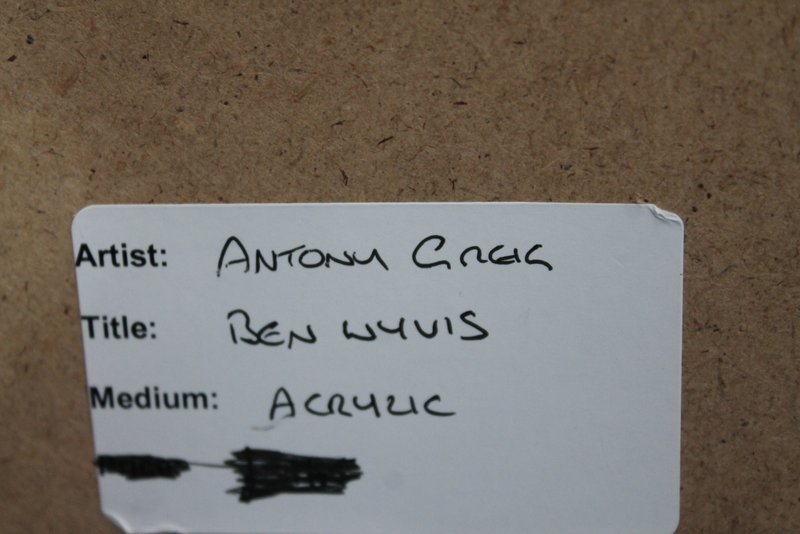 Artist: ANTONY GREIG
Title: BEN WYVIS
Medium: ACRYLIC